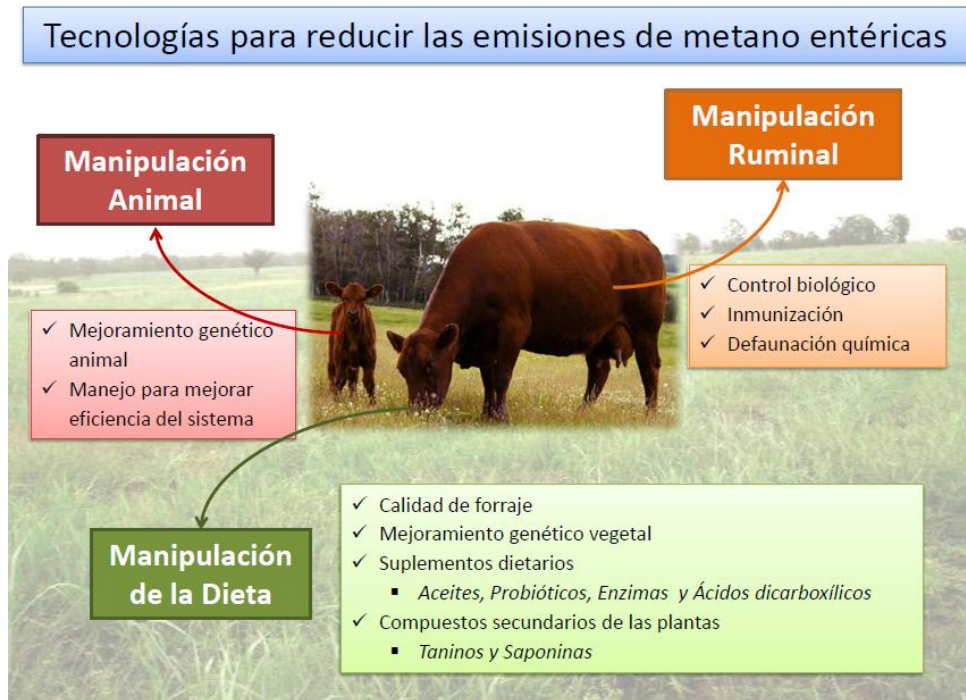 Tecnologías para reducir las emisiones de metano entéricas
Manipulación
Animal
✓ Mejoramiento genético
animal
✓ Manejo para mejorar
eficiencia del sistema
Manipulación
Ruminal
✓ Control biológico
✓ Inmunización
✓ Defaunación química
Manipulación
de la Dieta
✓ Calidad de forraje
✓ Mejoramiento genético vegetal
✓ Suplementos dietarios
▪ Aceites, Probióticos, Enzimas y Ácidos dicarboxílicos
✓ Compuestos secundarios de las plantas
▪ Taninos y Saponinas